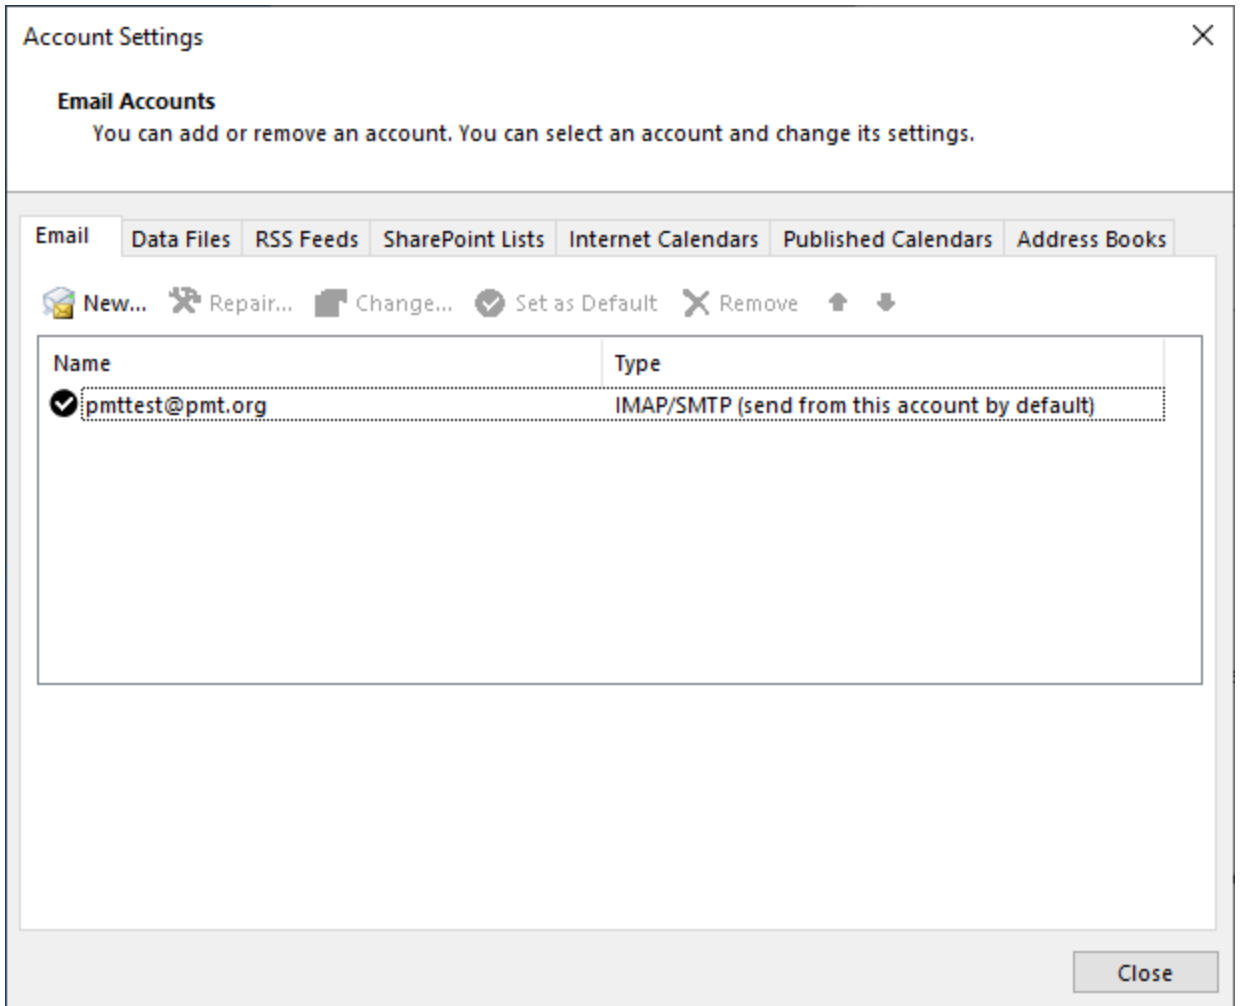 Account Settings
Email Accounts
You can add or remove an account. You can select an account and change its settings.
Email Data Files RSS Feeds SharePoint Lists Internet Calendars Published Calendars Address Books
New... Repair... Change... Set as Default Remove
Name Type
pmttest@pmt.org IMAP/SMTP (send from this account by default)
Close